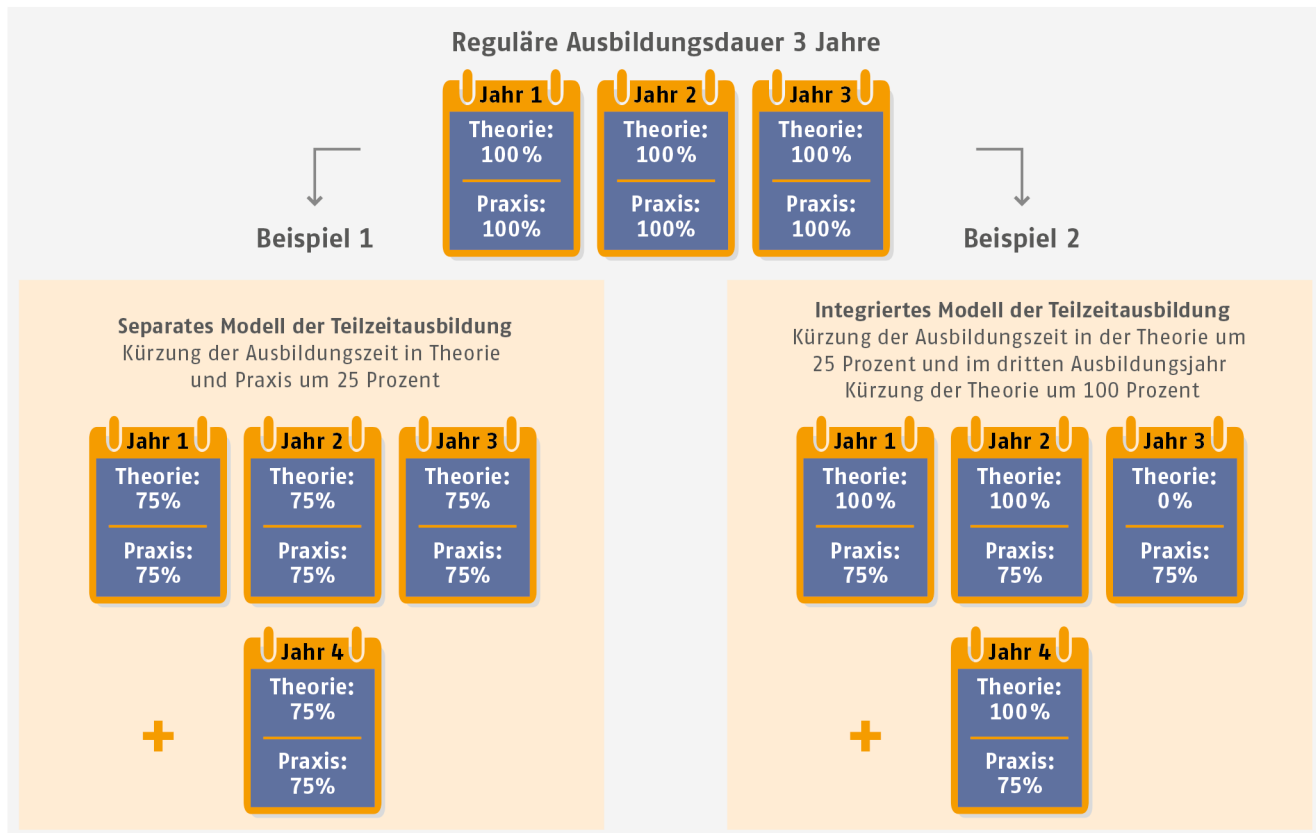 Reguläre Ausbildungsdauer 3 Jahre
Jahr 1
Theorie:
100%
Praxis:
100%
Jahr 2
Theorie:
100%
Praxis:
100%
Jahr 3
Theorie:
100%
Praxis:
100%
Beispiel 1
Separates Modell der Teilzeitausbildung
Kürzung der Ausbildungszeit in Theorie
und Praxis um 25 Prozent
Jahr 1
Theorie:
75%
Praxis:
75%
Jahr 2
Theorie:
75%
Praxis:
75%
Jahr 3
Theorie:
75%
Praxis:
75%
+
Jahr 4
Theorie:
75%
Praxis:
75%
Beispiel 2
Integriertes Modell der Teilzeitausbildung
Kürzung der Ausbildungszeit in der Theorie um
25 Prozent und im dritten Ausbildungsjahr
Kürzung der Theorie um 100 Prozent
Jahr 1
Theorie:
100%
Praxis:
75%
Jahr 2
Theorie:
100%
Praxis:
75%
Jahr 3
Theorie:
0%
Praxis:
75%
+
Jahr 4
Theorie:
100%
Praxis:
75%